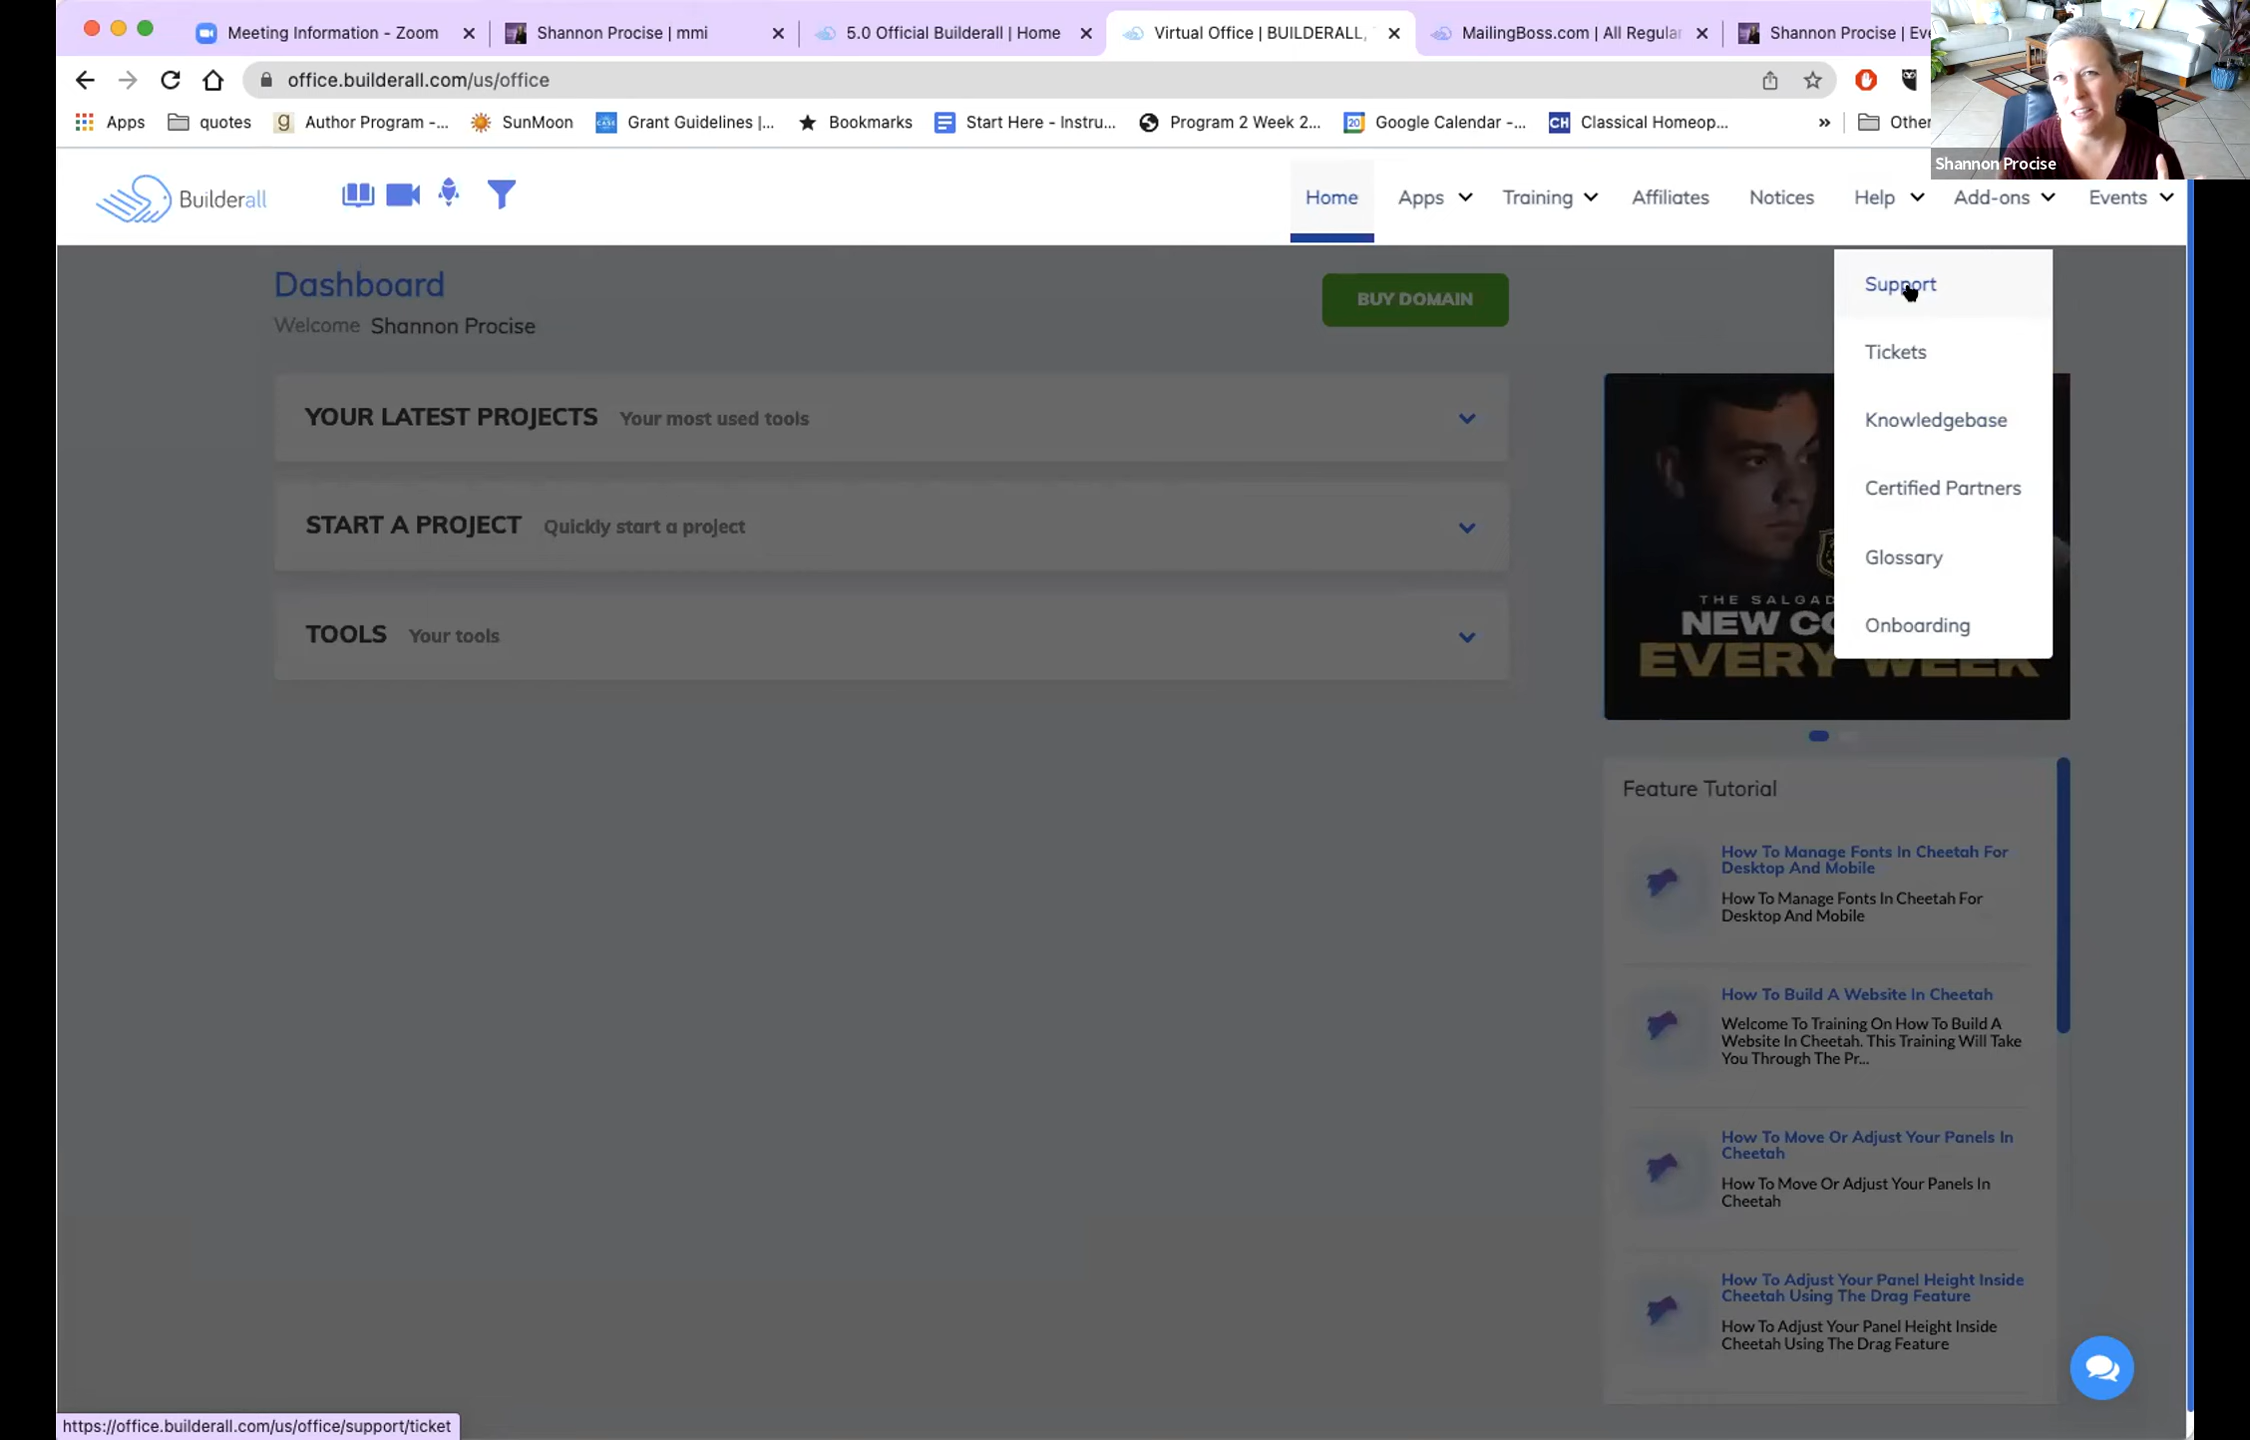 Meeting Information - Zoom
Shannon Procise | mmi
5.0 Official Builderall | Home
Virtual Office | BUILDERALL,
MailingBoss.com | All Regular
Shannon Procise | Eve
office.builderall.com/us/office
Apps
quotes
Author Program -...
SunMoon
Grant Guidelines |...
Bookmarks
Start Here - Instru...
Program 2 Week 2...
Google Calendar -...
CH Classical Homeop...
»
Other
Shannon Procise
Builderall
Home
Apps
Training
Affiliates
Notices
Help
Add-ons
Events
Dashboard
Welcome Shannon Procise
BUY DOMAIN
Support
Tickets
Knowledgebase
Certified Partners
Glossary
Onboarding
YOUR LATEST PROJECTS Your most used tools
START A PROJECT Quickly start a project
TOOLS Your tools
THE SALGAD
NEW CO
EVERY WEEK
Feature Tutorial
How To Manage Fonts In Cheetah For
Desktop And Mobile
How To Manage Fonts In Cheetah For
Desktop And Mobile
How To Build A Website In Cheetah
Welcome To Training On How To Build A
Website In Cheetah. This Training Will Take
You Through The Pr...
How To Move Or Adjust Your Panels In
Cheetah
How To Move Or Adjust Your Panels In
Cheetah
How To Adjust Your Panel Height Inside
Cheetah Using The Drag Feature
How To Adjust Your Panel Height Inside
Cheetah Using The Drag Feature
https://office.builderall.com/us/office/support/ticket